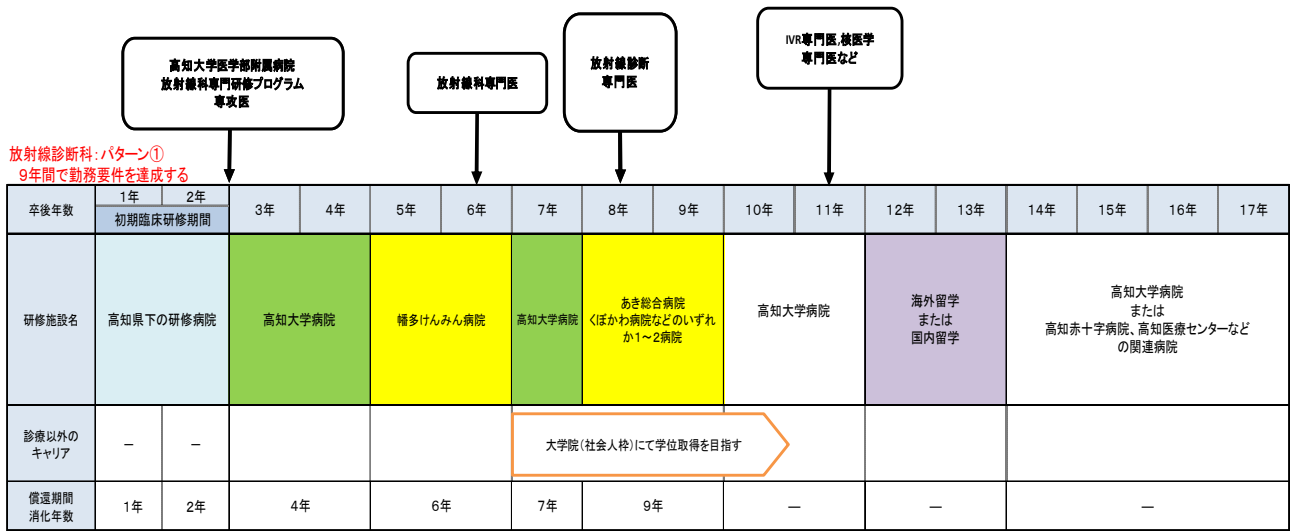 高知大学医学部附属病院
放射線科専門研修プログラム
専攻医
放射線科専門医
放射線診断
専門医
IVR専門医,核医学
専門医など
放射線診断科:パターン①
9年間で勤務要件を達成する
卒後年数
1年
2年
初期臨床研修期間
3年
4年
5年
6年
7年
8年
9年
10年
11年
12年
13年
14年
15年
16年
17年
研修施設名
高知県下の研修病院
高知大学病院
幡多けんみん病院
高知大学病院
あき総合病院
くぼかわ病院などのいずれ
か1~2病院
高知大学病院
海外留学
または
国内留学
高知大学病院
または
高知赤十字病院、高知医療センターなど
の関連病院
診療以外の
キャリア
-
-
大学院(社会人枠)にて学位取得を目指す
償還期間
消化年数
1年
2年
4年
6年
7年
9年
-
-
-